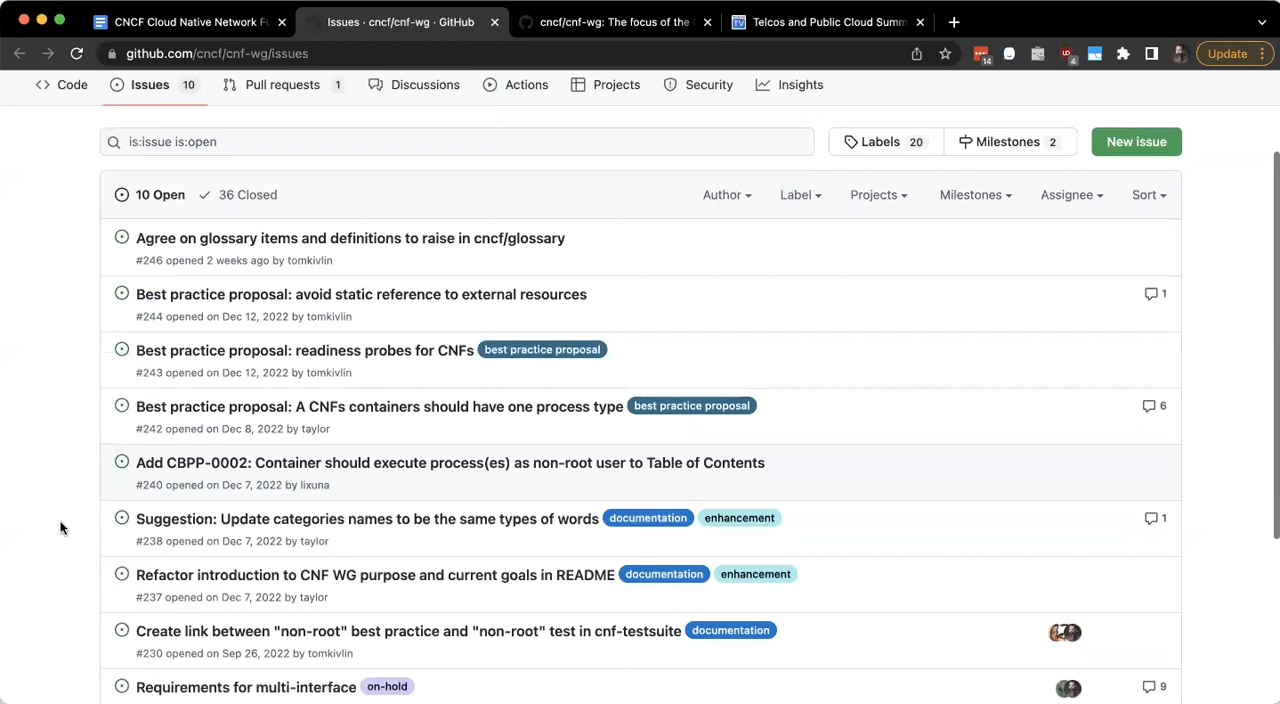 CNCF Cloud Native Network Fu
Issues · cncf/cnf-wg · GitHub
cncf/cnf-wg: The focus of the C
Telcos and Public Cloud Summ
github.com/cncf/cnf-wg/issues
14
4
Update
Code
Issues 10
Pull requests 1
Discussions
Actions
Projects
Security
Insights
is:issue is:open
Labels 20
Milestones 2
New issue
10 Open
36 Closed
Author
Label
Projects
Milestones
Assignee
Sort
Agree on glossary items and definitions to raise in cncf/glossary
#246 opened 2 weeks ago by tomkivlin
Best practice proposal: avoid static reference to external resources
1
#244 opened on Dec 12, 2022 by tomkivlin
Best practice proposal: readiness probes for CNFs best practice proposal
#243 opened on Dec 12, 2022 by tomkivlin
Best practice proposal: A CNFs containers should have one process type best practice proposal
6
#242 opened on Dec 8, 2022 by taylor
Add CBPP-0002: Container should execute process(es) as non-root user to Table of Contents
#240 opened on Dec 7, 2022 by lixuna
Suggestion: Update categories names to be the same types of words documentation enhancement
1
#238 opened on Dec 7, 2022 by taylor
Refactor introduction to CNF WG purpose and current goals in README documentation enhancement
#237 opened on Dec 7, 2022 by taylor
Create link between "non-root" best practice and "non-root" test in cnf-testsuite documentation
#230 opened on Sep 26, 2022 by tomkivlin
Requirements for multi-interface on-hold
9